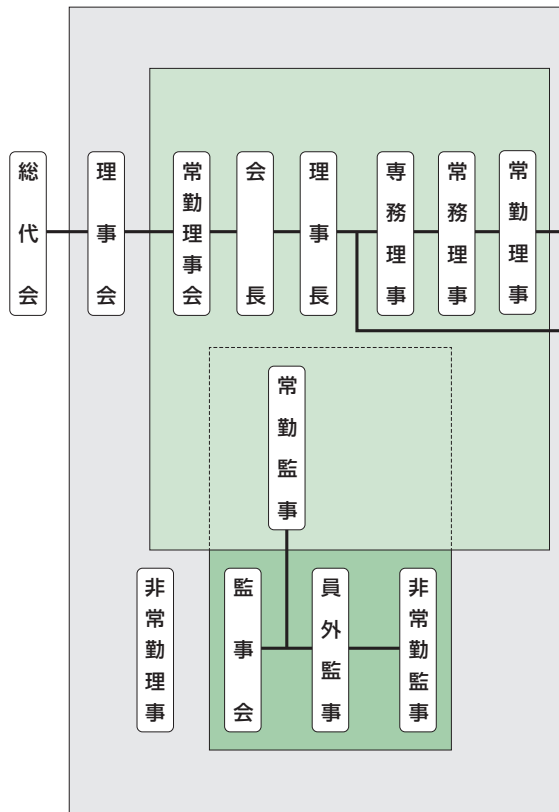 総代会
理事会
常勤理事会
会長
理事長
専務理事
常務理事
常勤理事
常勤監事
非常勤理事
監事会
員外監事
非常勤監事